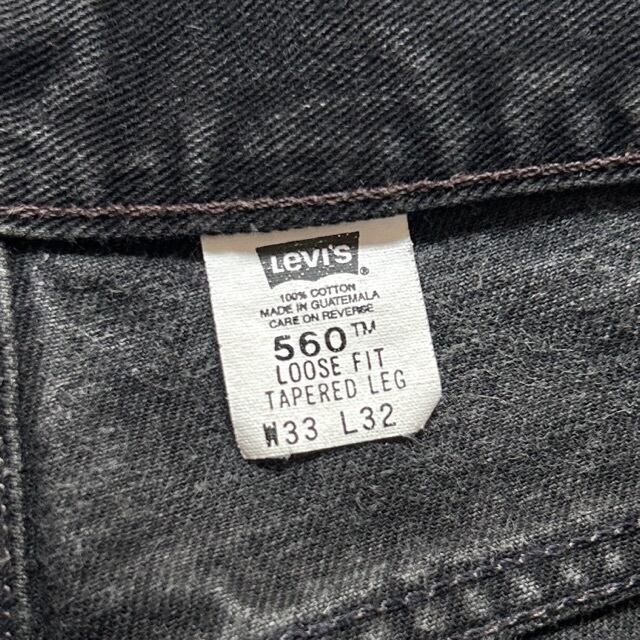 Levi's ®
100% COTTON
MADE IN GUATEMALA
CARE ON REVERSE
560™
LOOSE FIT
TAPERED LEG
W33 L32